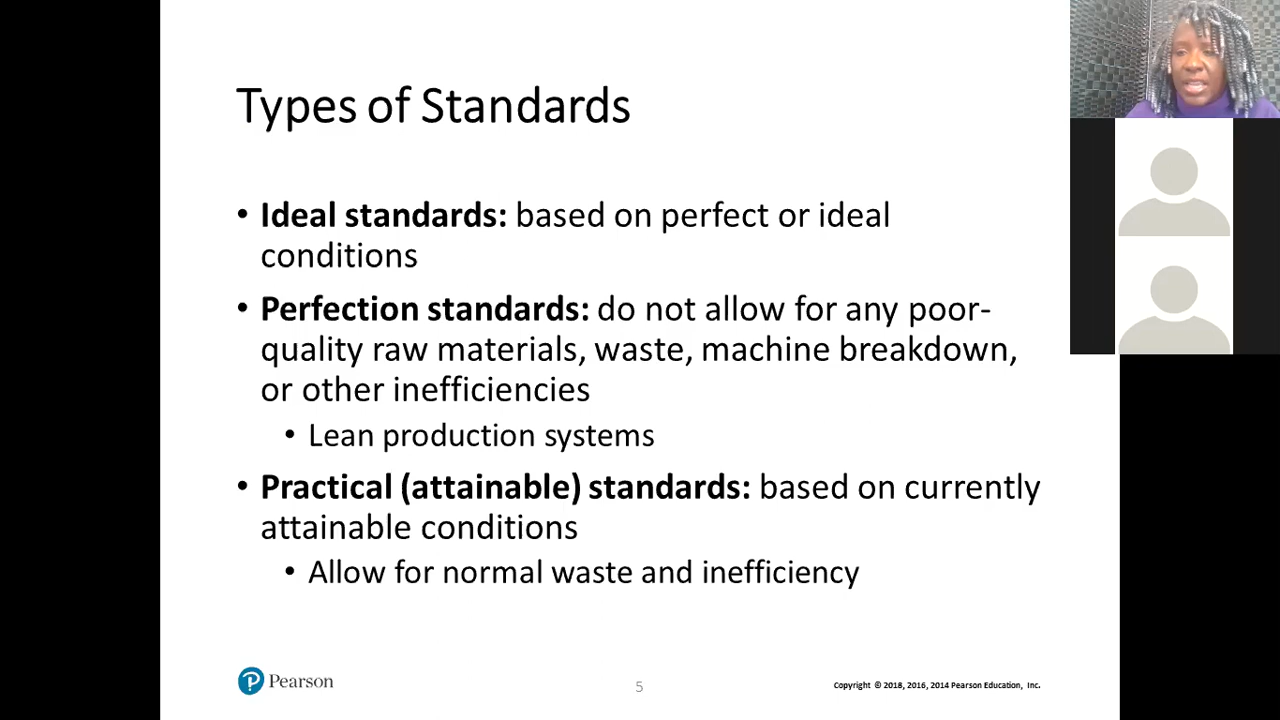 Types of Standards
• Ideal standards: based on perfect or ideal
conditions
• Perfection standards: do not allow for any poor-
quality raw materials, waste, machine breakdown,
or other inefficiencies
• Lean production systems
• Practical (attainable) standards: based on currently
attainable conditions
• Allow for normal waste and inefficiency
P Pearson
5
Copyright © 2018, 2016, 2014 Pearson Education, Inc.